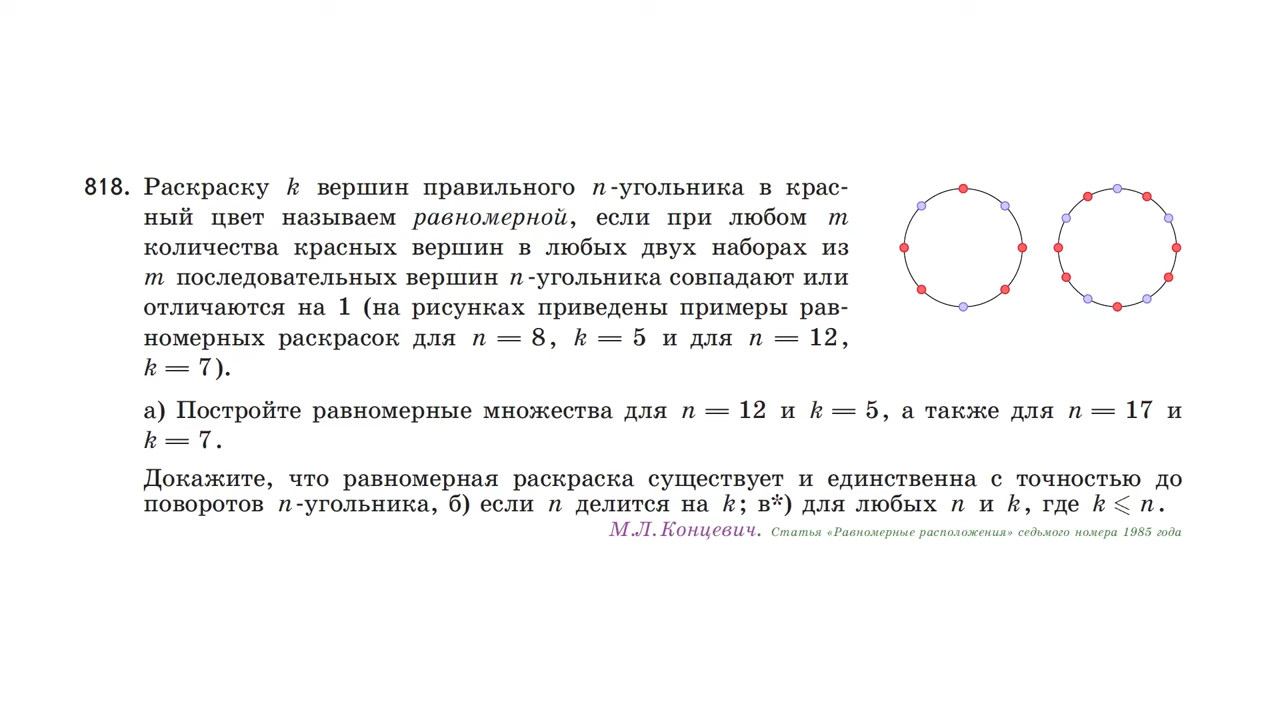 818. Раскраску k вершин правильного n-угольника в крас-
ный цвет называем равномерной, если при любом m
количества красных вершин в любых двух наборах из
m последовательных вершин n-угольника совпадают или
отличаются на 1 (на рисунках приведены примеры рав-
номерных раскрасок для n = 8, k = 5 и для n = 12,
k = 7).
а) Постройте равномерные множества для n = 12 и k = 5, а также для n = 17 и
k = 7.
Докажите, что равномерная раскраска существует и единственна с точностью до
поворотов n-угольника, б) если n делится на k; в*) для любых n и k, где k ⩽ n.
М.Л.Концевич. Статья «Равномерные расположения» седьмого номера 1985 года